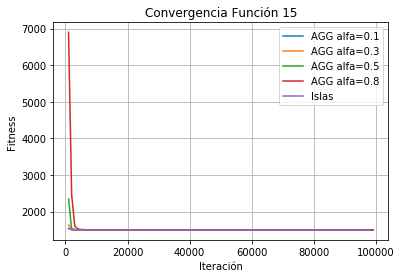 Convergencia Función 15
7000
6000
5000
4000
3000
2000
Fitness
AGG alfa=0.1
AGG alfa=0.3
AGG alfa=0.5
AGG alfa=0.8
Islas
0
20000
40000
60000
80000
100000
Iteración